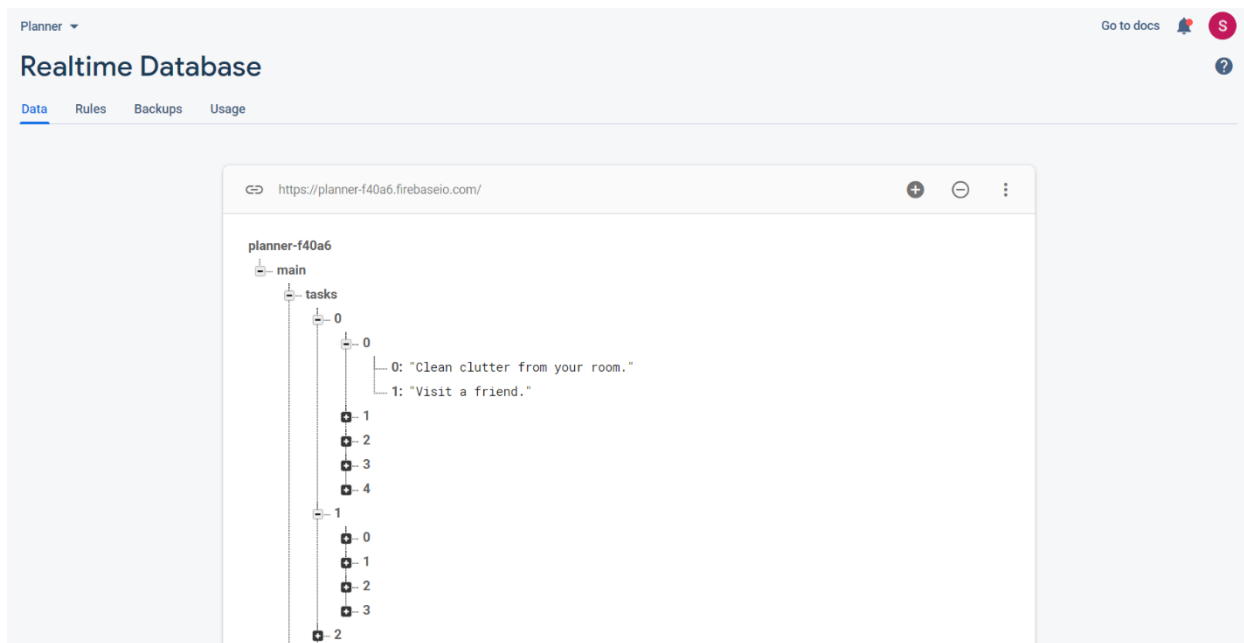 Planner
Go to docs
S
Realtime Database
?
Data Rules Backups Usage
https://planner-f40a6.firebaseio.com/
planner-f40a6
main
tasks
0
0
0: "Clean clutter from your room."
1: "Visit a friend."
1
2
3
4
1
0
1
2
3
2